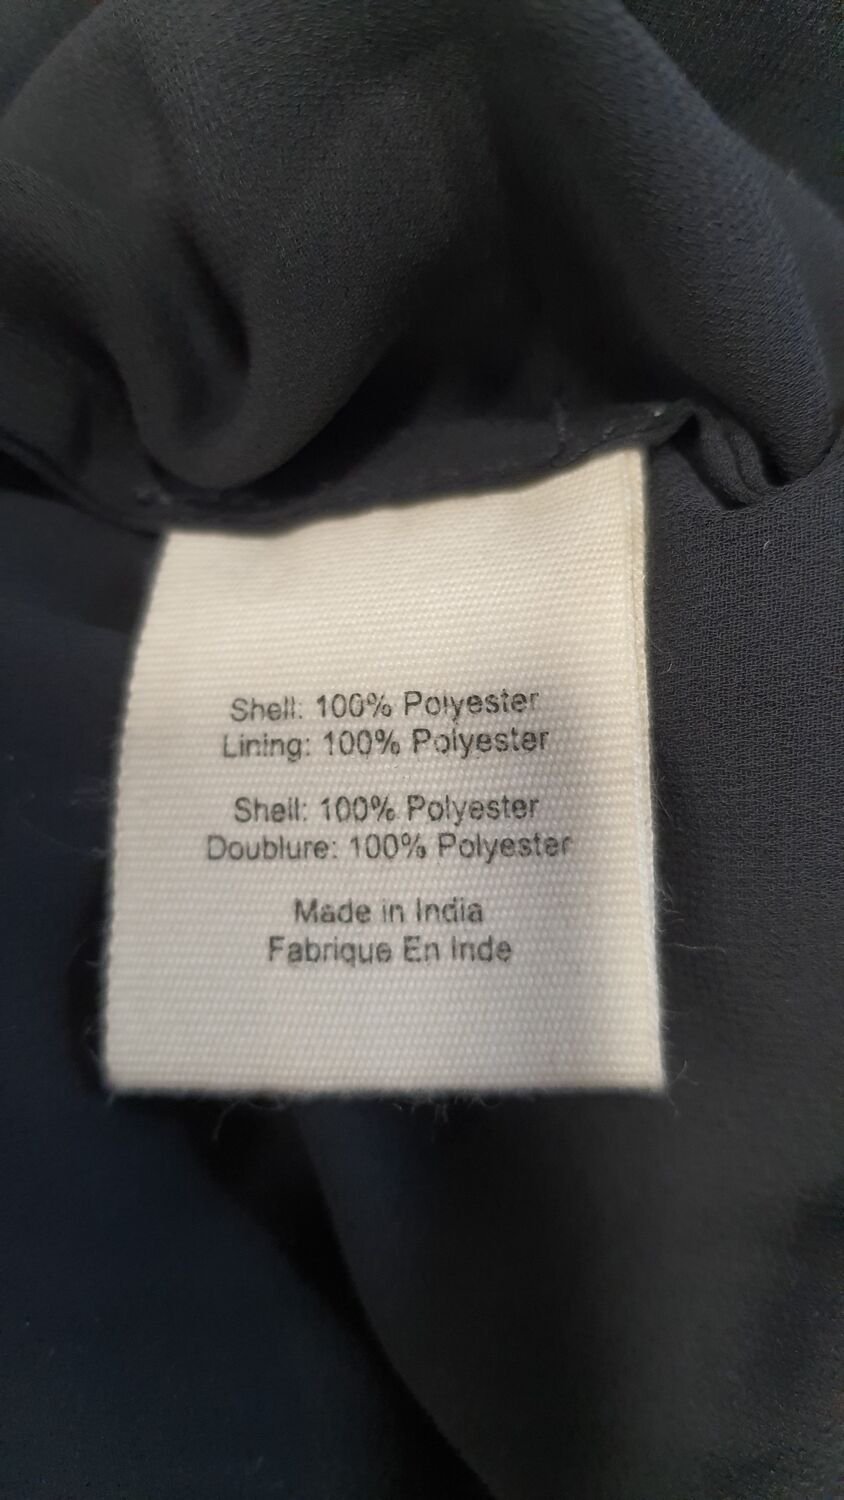 Shell: 100% Polyester
Lining: 100% Polyester
Shell: 100% Polyester
Doublure: 100% Polyester
Made in India
Fabrique En Inde